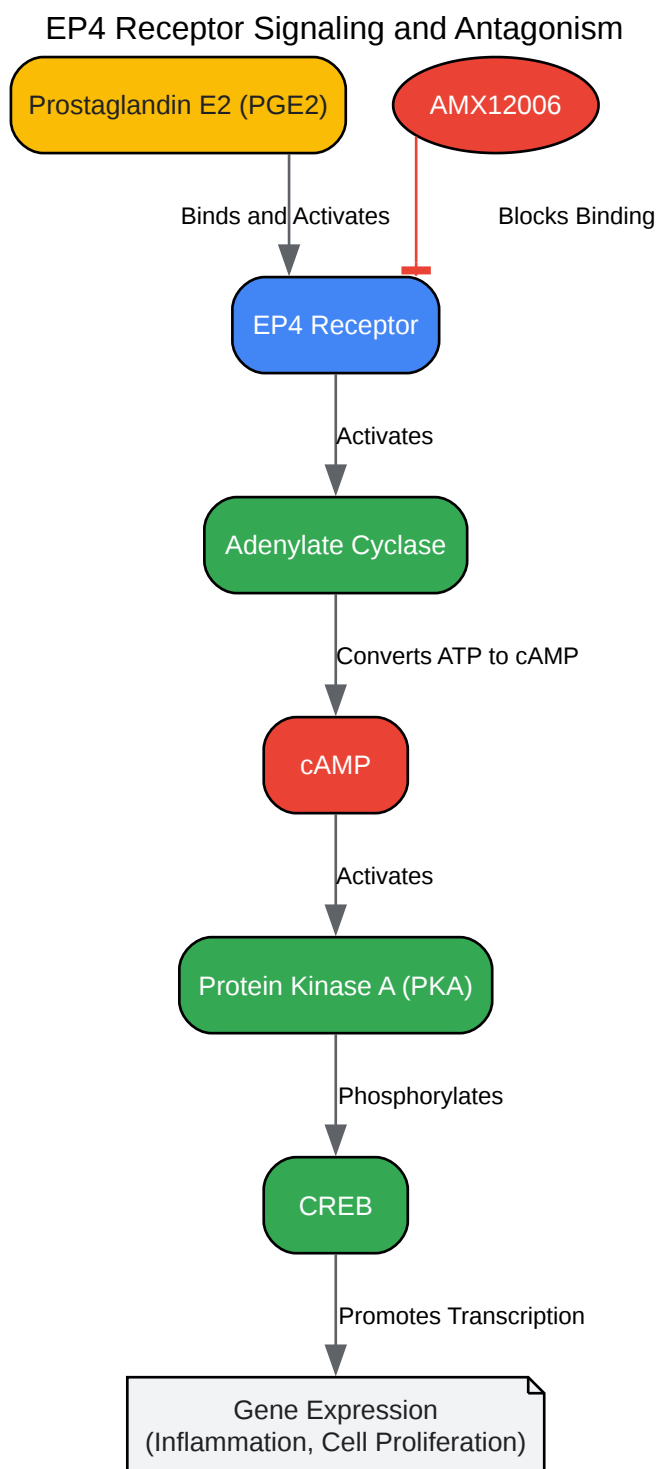 EP4 Receptor Signaling and Antagonism
Prostaglandin E2 (PGE2)
AMX12006
Binds and Activates
Blocks Binding
EP4 Receptor
Activates
Adenylate Cyclase
Converts ATP to cAMP
cAMP
Activates
Protein Kinase A (PKA)
Phosphorylates
CREB
Promotes Transcription
Gene Expression
(Inflammation, Cell Proliferation)